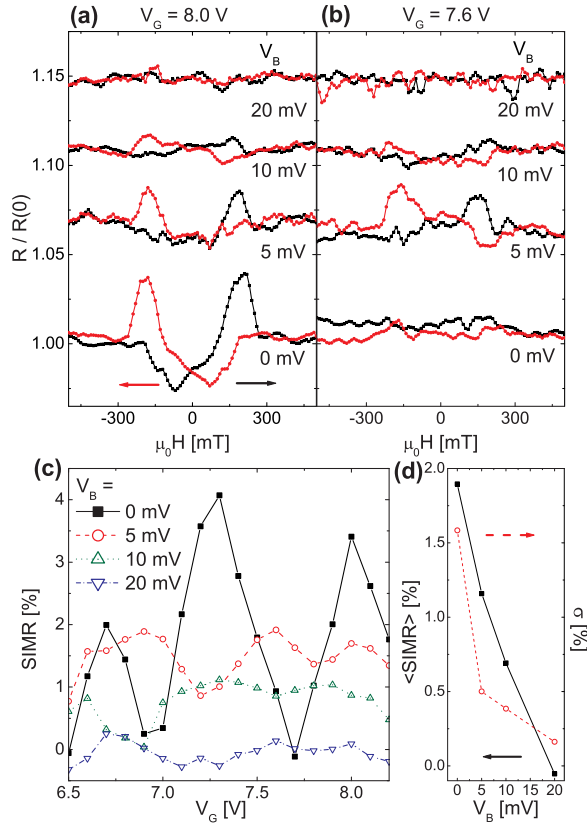 (a) V_G = 8.0 V
(b) V_G = 7.6 V
V_B
V_B
1.15
20 mV
20 mV
1.10
10 mV
10 mV
R / R(0)
1.05
5 mV
5 mV
1.00
0 mV
0 mV
-300 0 300
-300 0 300
μ₀H [mT]
μ₀H [mT]
(c)
V_B =
0 mV
5 mV
10 mV
20 mV
4
3
2
1
0
SIMR [%]
6.5 7.0 7.5 8.0
V_G [V]
(d)
2.0
1.5
1.0
0.5
0.0
<SIMR> [%]
σ [%]
0 5 10 15 20
V_B [mV]